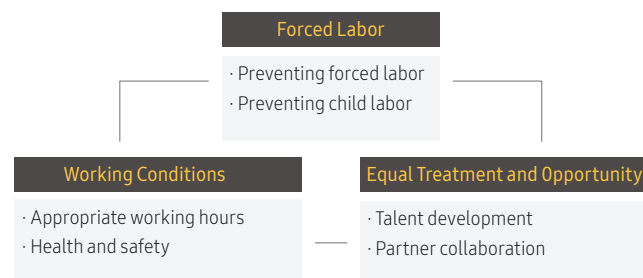 Forced Labor
· Preventing forced labor
· Preventing child labor
Working Conditions
· Appropriate working hours
· Health and safety
Equal Treatment and Opportunity
· Talent development
· Partner collaboration